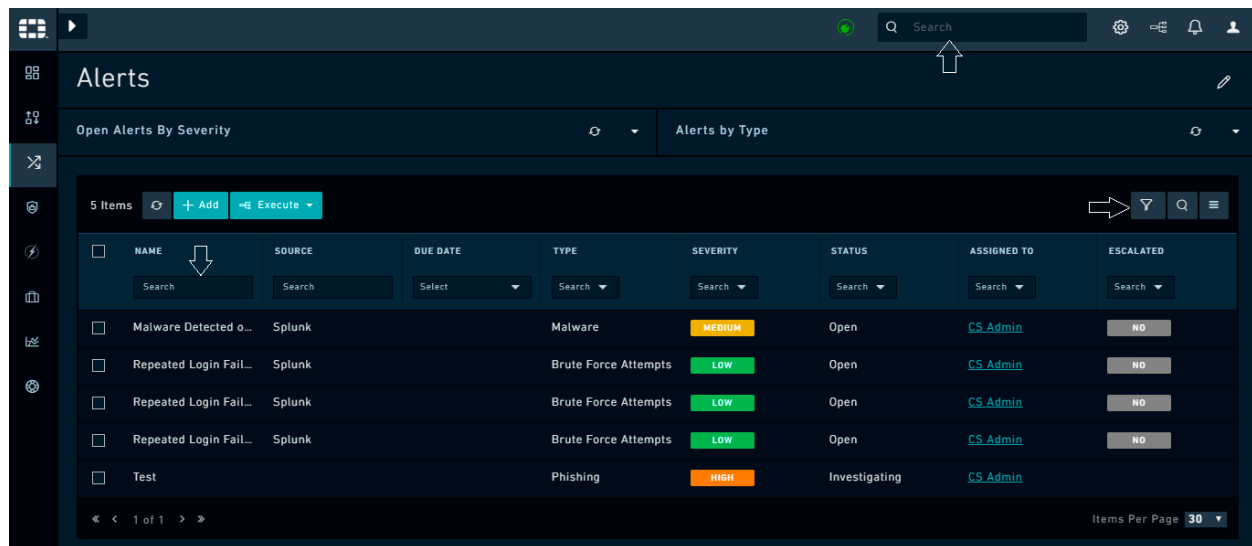 Search
Alerts
Open Alerts By Severity Alerts by Type
5 Items + Add Execute
NAME SOURCE DUE DATE TYPE SEVERITY STATUS ASSIGNED TO ESCALATED
Search Search Select Search Search Search Search Search
Malware Detected o... Splunk Malware MEDIUM Open CS Admin NO
Repeated Login Fail... Splunk Brute Force Attempts LOW Open CS Admin NO
Repeated Login Fail... Splunk Brute Force Attempts LOW Open CS Admin NO
Repeated Login Fail... Splunk Brute Force Attempts LOW Open CS Admin NO
Test Phishing HIGH Investigating CS Admin
« < 1 of 1 > » Items Per Page 30